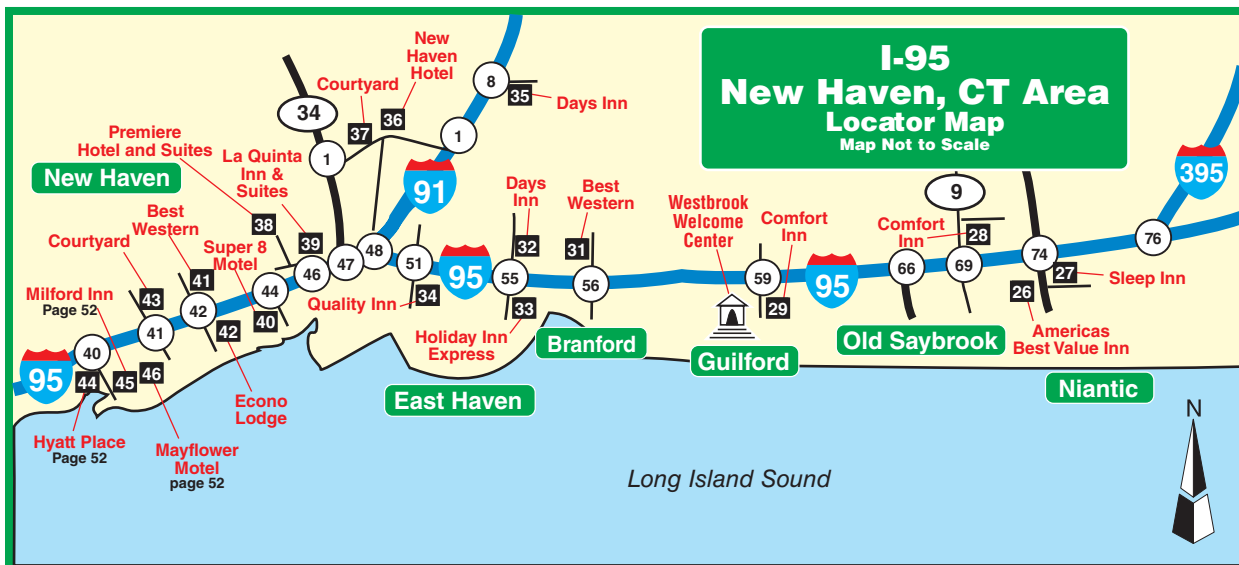 I-95
New Haven, CT Area
Locator Map
Map Not to Scale
New
Haven
Hotel
Courtyard
36
37
8
35
Days Inn
34
1
1
91
Premiere
Hotel and Suites
La Quinta
Inn &
Suites
New Haven
38
39
Best
Western
41
Super 8
Motel
40
Courtyard
43
Milford Inn
Page 52
40
41
42
44
46
47
48
51
95
55
56
59
95
66
69
74
76
395
9
Quality Inn
34
Days
Inn
32
Best
Western
31
Holiday Inn
Express
33
Westbrook
Welcome
Center
Comfort
Inn
29
Comfort
Inn
28
27
Sleep Inn
26
Americas
Best Value Inn
95
44
45
46
42
Econo
Lodge
Hyatt Place
Page 52
Mayflower
Motel
page 52
East Haven
Branford
Guilford
Old Saybrook
Niantic
Long Island Sound
N